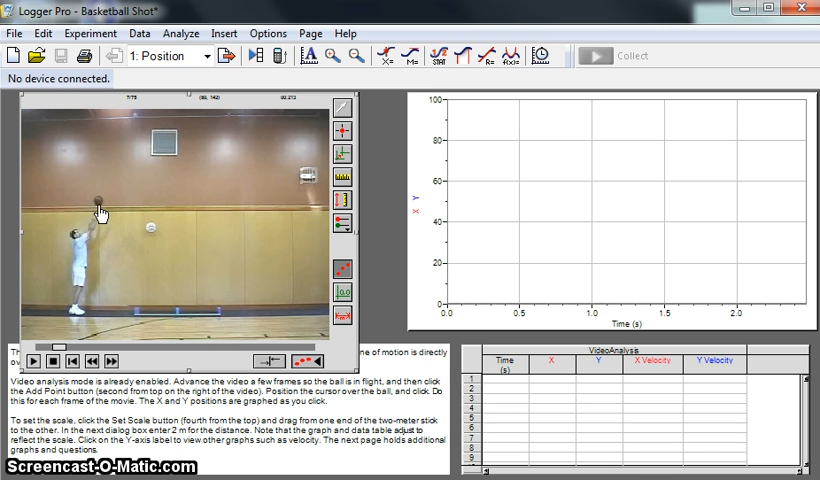 Logger Pro - Basketball Shot*
File Edit Experiment Data Analyze Insert Options Page Help
1: Position
Collect
No device connected.
7/75 (98, 142) 00.213
100
80
60
40
20
0
X Y
0.0 0.5 1.0 1.5 2.0
Time (s)
Th ne of motion is directly
ov
Video analysis mode is already enabled. Advance the video a few frames so the ball is in flight, and then click
the Add Point button (second from top on the right of the video). Position the cursor over the ball, and click. Do
this for each frame of the movie. The X and Y positions are graphed as you click.
To set the scale, click the Set Scale button (fourth from the top) and drag from one end of the two-meter stick
to the other. In the next dialog box enter 2 m for the distance. Note that the graph and data table adjust to
reflect the scale. Click on the Y-axis label to view other graphs such as velocity. The next page holds additional
graphs and questions.
VideoAnalysis
Time X Y X Velocity Y Velocity
(s)
1
2
3
4
5
6
7
8
9
Screencast-O-Matic.com